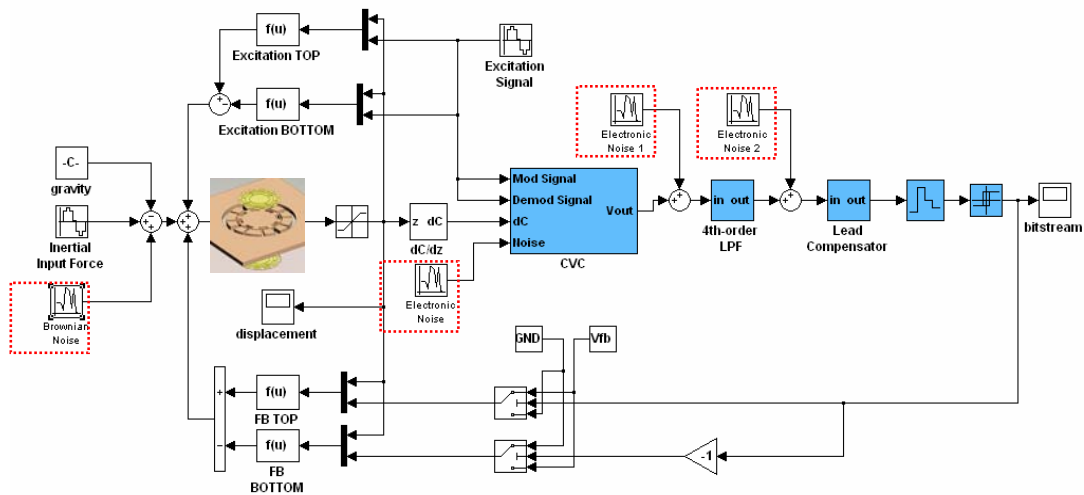 f(u)
Excitation TOP
Excitation
Signal
+
-
f(u)
Excitation BOTTOM
Electronic
Noise 1
Electronic
Noise 2
-C-
gravity
Mod Signal
Demod Signal
dC
Noise
Vout
CVC
+
+
in out
4th-order
LPF
+
+
in out
Lead
Compensator
bitstream
Inertial
Input Force
+
+
+
+
+
+
z dC
dC/dz
Electronic
Noise
Brownian
Noise
displacement
GND
Vfb
+
-
f(u)
FB TOP
f(u)
FB
BOTTOM
-1